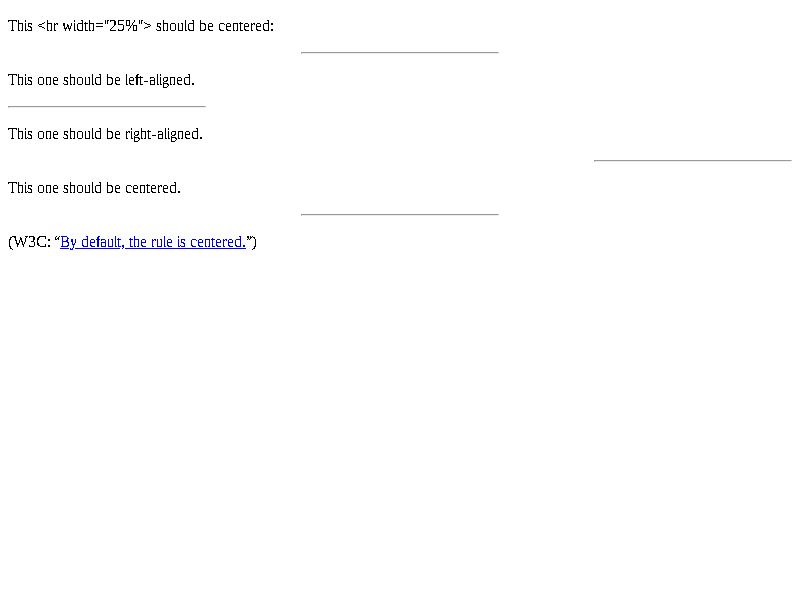 This <hr width="25%"> should be centered:
This one should be left-aligned.
This one should be right-aligned.
This one should be centered.
(W3C: “By default, the rule is centered.”)